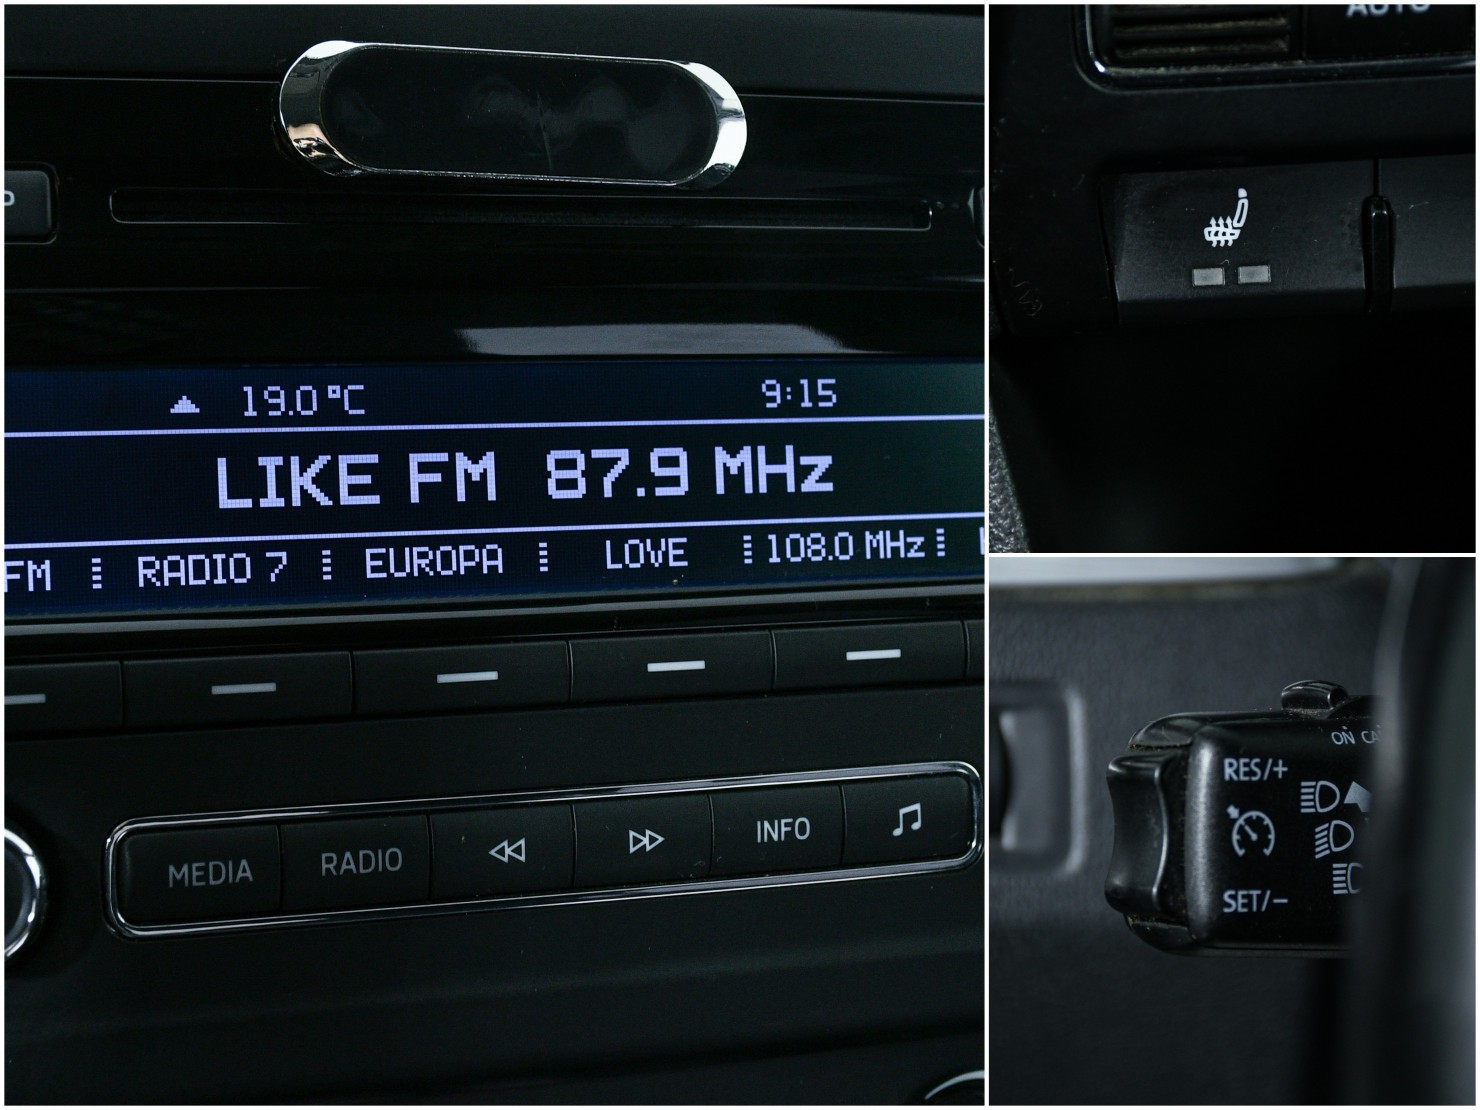 19.0°C 9:15
LIKE FM 87.9 MHz
FM RADIO 7 EUROPA LOVE 108.0 MHz
MEDIA RADIO INFO
AUTO
ON
RES/+
SET/-